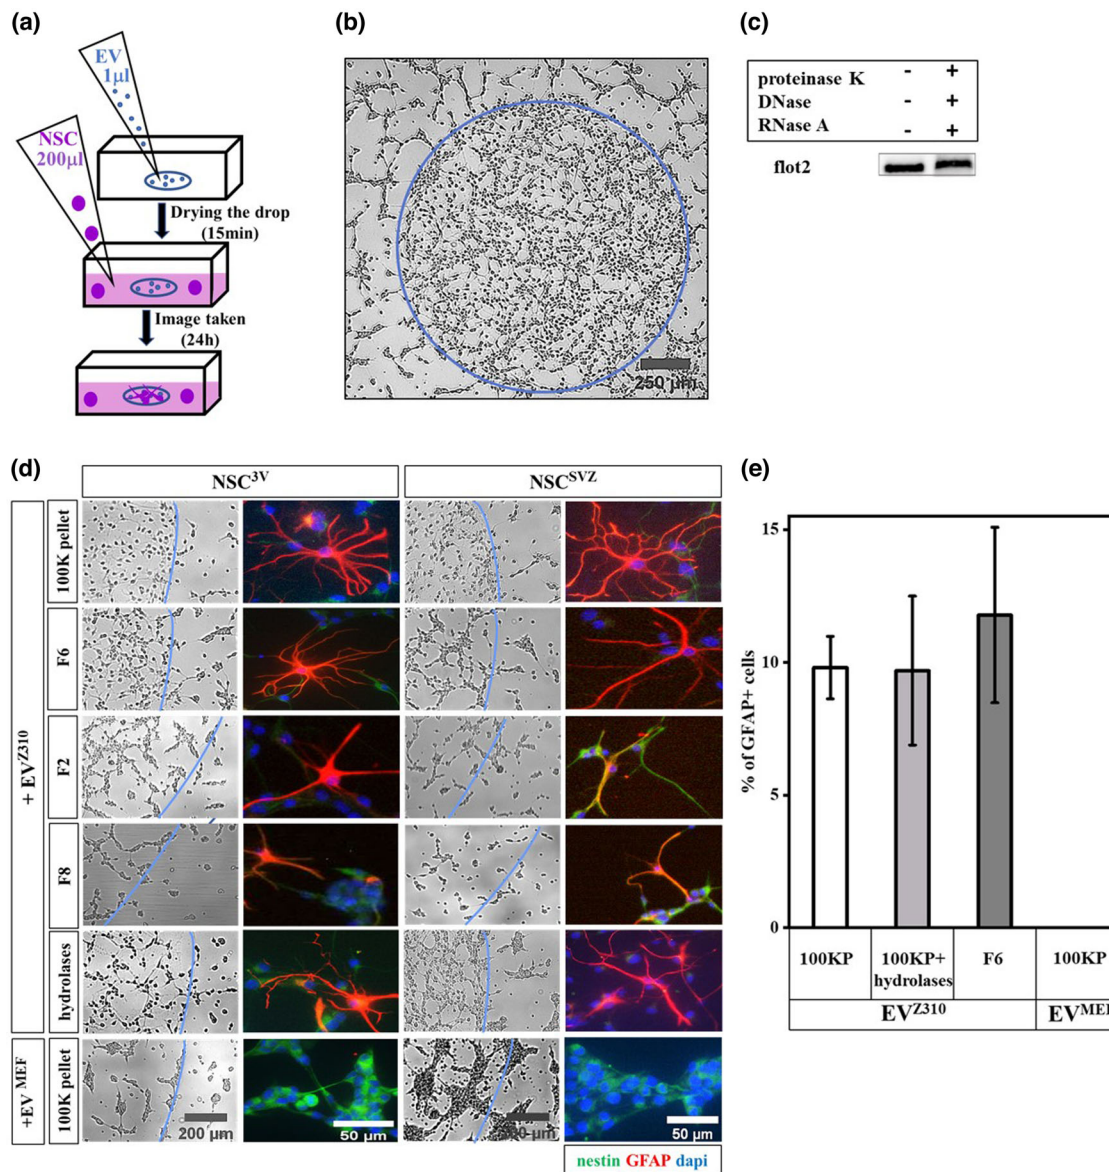 (a)
EV
1µl
NSC
200µl
Drying the drop
(15min)
Image taken
(24h)
(b)
250 µm
(c)
proteinase K - +
DNase - +
RNase A - +
flot2
(d)
NSC3V NSCSVZ
+ EVZ310
100K pellet
F6
F2
F8
hydrolases
+EV MEF
100K pellet
200 µm
50 µm
50 µm
nestin GFAP dapi
(e)
% of GFAP+ cells
15
10
5
0
100KP
100KP+
hydrolases
F6
100KP
EVZ310
EVMEF